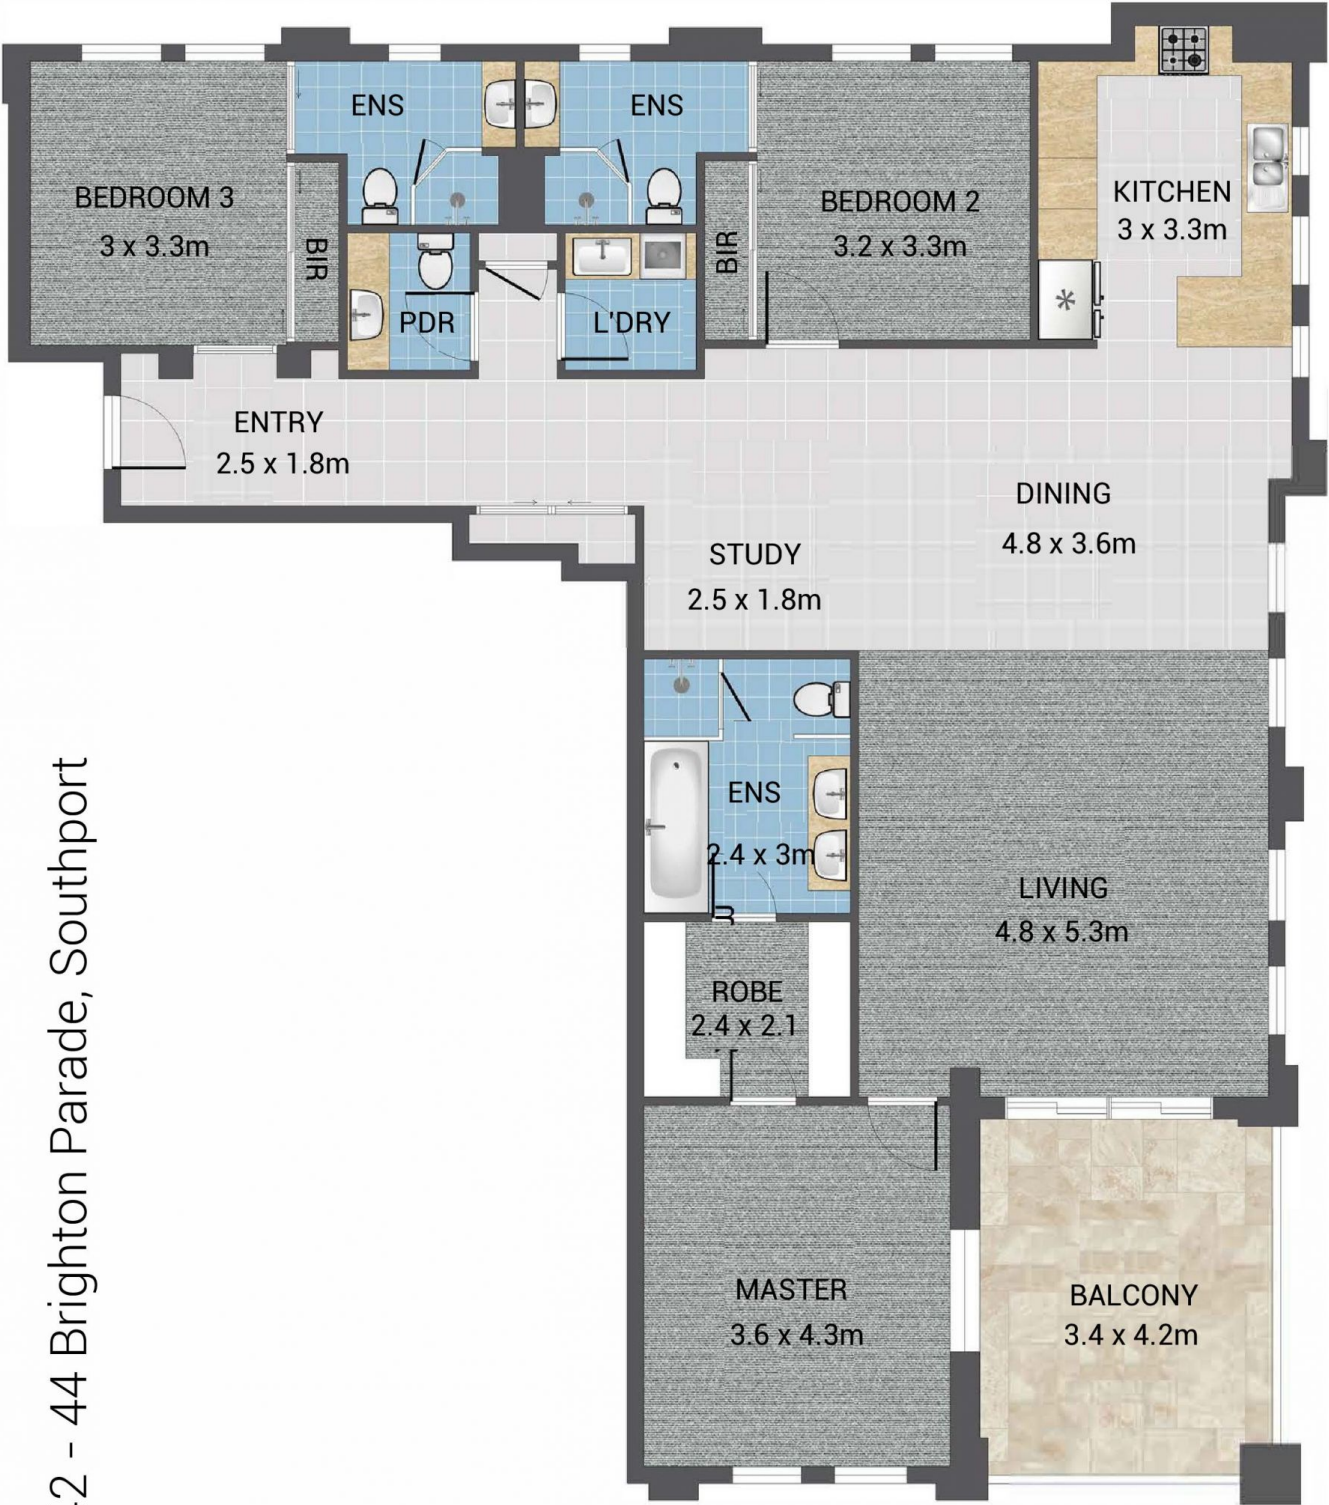 ENS
ENS
BEDROOM 3
3 x 3.3m
BIR
BIR
BEDROOM 2
3.2 x 3.3m
KITCHEN
3 x 3.3m
*
PDR
L'DRY
ENTRY
2.5 x 1.8m
DINING
4.8 x 3.6m
STUDY
2.5 x 1.8m
ENS
2.4 x 3m
LIVING
4.8 x 5.3m
ROBE
2.4 x 2.1
MASTER
3.6 x 4.3m
BALCONY
3.4 x 4.2m
- 44 Brighton Parade, Southport